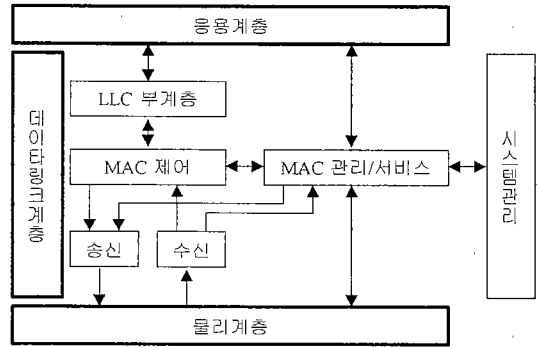 응용계층
데이타링크계층
LLC 부계층
시스템관리
MAC 제어
MAC 관리/서비스
송신
수신
물리계층